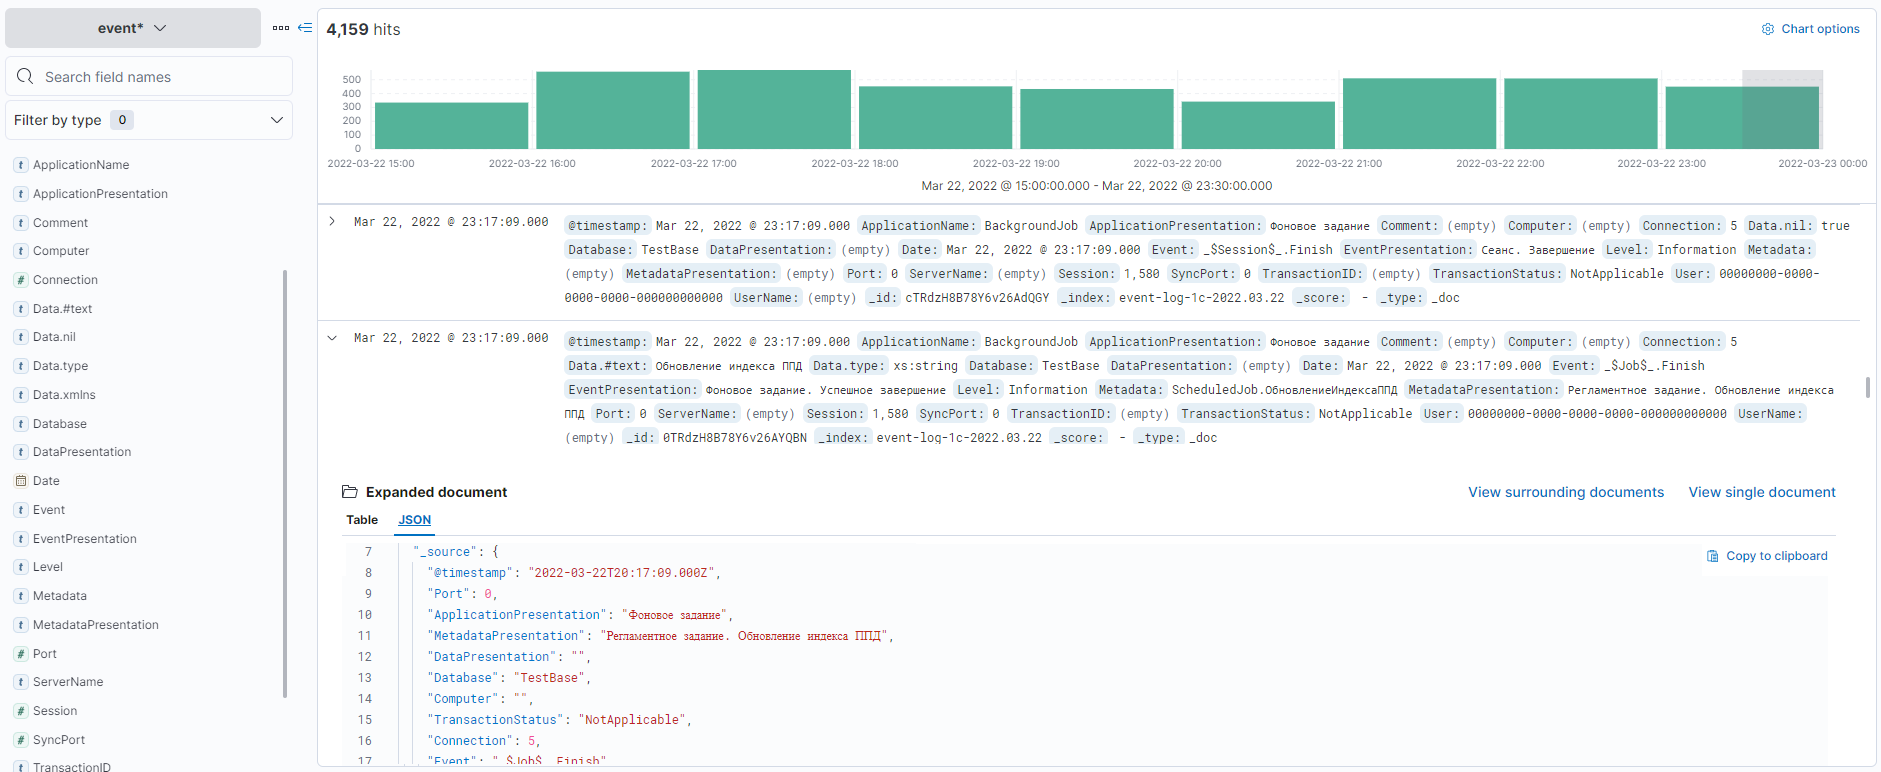 event*
Search field names
Filter by type 0
ApplicationName
ApplicationPresentation
Comment
Computer
Connection
Data.#text
Data.nil
Data.type
Data.xmlns
Database
DataPresentation
Date
Event
EventPresentation
Level
Metadata
MetadataPresentation
Port
ServerName
Session
SyncPort
TransactionID
4,159 hits
Chart options
500
400
300
200
100
0
2022-03-22 15:00 2022-03-22 16:00 2022-03-22 17:00 2022-03-22 18:00 2022-03-22 19:00 2022-03-22 20:00 2022-03-22 21:00 2022-03-22 22:00 2022-03-22 23:00 2022-03-23 00:00
Mar 22, 2022 @ 15:00:00.000 - Mar 22, 2022 @ 23:30:00.000
Mar 22, 2022 @ 23:17:09.000 @timestamp: Mar 22, 2022 @ 23:17:09.000 ApplicationName: BackgroundJob ApplicationPresentation: Фоновое задание Comment: (empty) Computer: (empty) Connection: 5 Data.nil: true
Database: TestBase DataPresentation: (empty) Date: Mar 22, 2022 @ 23:17:09.000 Event: _$Session$_.Finish EventPresentation: Сеанс. Завершение Level: Information Metadata:
(empty) MetadataPresentation: (empty) Port: 0 ServerName: (empty) Session: 1,580 SyncPort: 0 TransactionID: (empty) TransactionStatus: NotApplicable User: 00000000-0000-
0000-0000-000000000000 UserName: (empty) _id: cTRdzH8B78Y6v26AdQGY _index: event-log-1c-2022.03.22 _score: - _type: _doc
Mar 22, 2022 @ 23:17:09.000 @timestamp: Mar 22, 2022 @ 23:17:09.000 ApplicationName: BackgroundJob ApplicationPresentation: Фоновое задание Comment: (empty) Computer: (empty) Connection: 5
Data.#text: Обновление индекса ППД Data.type: xs:string Database: TestBase DataPresentation: (empty) Date: Mar 22, 2022 @ 23:17:09.000 Event: _$Job$_.Finish
EventPresentation: Фоновое задание. Успешное завершение Level: Information Metadata: ScheduledJob.ОбновлениеИндексаППД MetadataPresentation: Регламентное задание. Обновление индекса
ППД Port: 0 ServerName: (empty) Session: 1,580 SyncPort: 0 TransactionID: (empty) TransactionStatus: NotApplicable User: 00000000-0000-0000-0000-000000000000 UserName:
(empty) _id: 0TRdzH8B78Y6v26AYQBN _index: event-log-1c-2022.03.22 _score: - _type: _doc
Expanded document
View surrounding documents View single document
Table JSON
Copy to clipboard
7 "_source": {
8 "@timestamp": "2022-03-22T20:17:09.000Z",
9 "Port": 0,
10 "ApplicationPresentation": "Фоновое задание",
11 "MetadataPresentation": "Регламентное задание. Обновление индекса ППД",
12 "DataPresentation": "",
13 "Database": "TestBase",
14 "Computer": "",
15 "TransactionStatus": "NotApplicable",
16 "Connection": 5,
17 "Event": "_$Job$_.Finish"